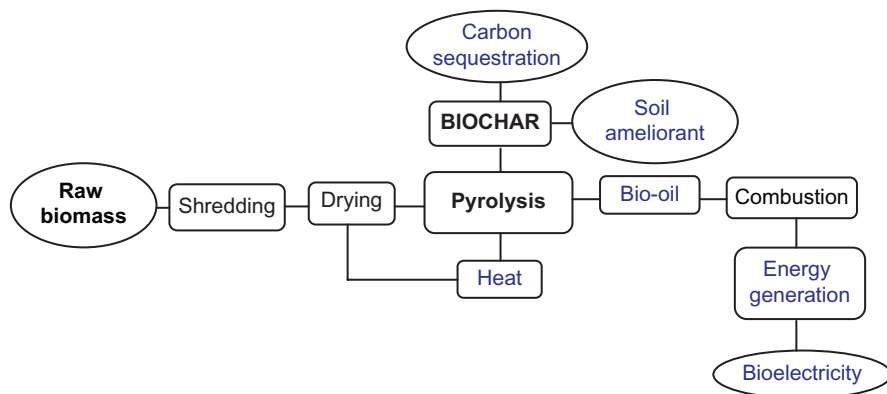 Carbon
sequestration
BIOCHAR
Soil
ameliorant
Raw
biomass
Shredding
Drying
Pyrolysis
Bio-oil
Combustion
Heat
Energy
generation
Bioelectricity